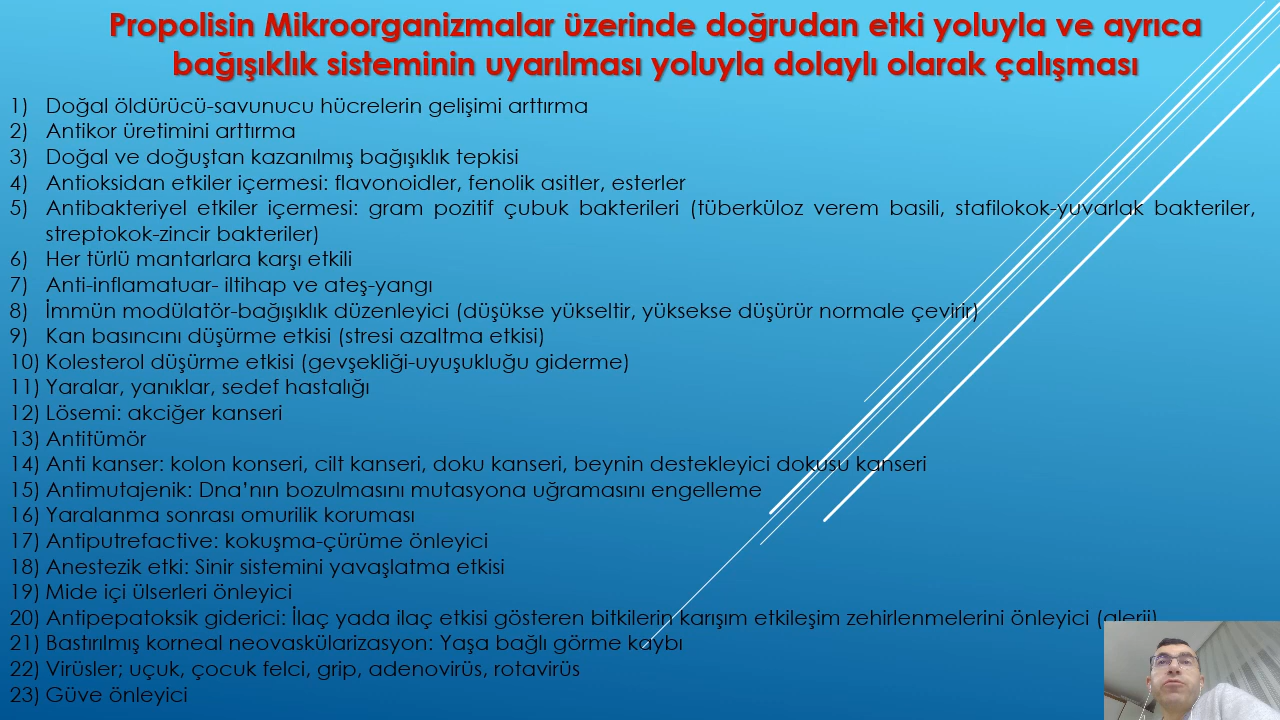 Propolisin Mikroorganizmalar üzerinde doğrudan etki yoluyla ve ayrıca
bağışıklık sisteminin uyarılması yoluyla dolaylı olarak çalışması
1) Doğal öldürücü-savunucu hücrelerin gelişimi arttırma
2) Antikor üretimini arttırma
3) Doğal ve doğuştan kazanılmış bağışıklık tepkisi
4) Antioksidan etkiler içermesi: flavonoidler, fenolik asitler, esterler
5) Antibakteriyel etkiler içermesi: gram pozitif çubuk bakterileri (tüberküloz verem basili, stafilokok-yuvarlak bakteriler,
streptokok-zincir bakteriler)
6) Her türlü mantarlara karşı etkili
7) Anti-inflamatuar- iltihap ve ateş-yangı
8) İmmün modülatör-bağışıklık düzenleyici (düşükse yükseltir, yüksekse düşürür normale çevirir)
9) Kan basıncını düşürme etkisi (stresi azaltma etkisi)
10) Kolesterol düşürme etkisi (gevşekliği-uyuşukluğu giderme)
11) Yaralar, yanıklar, sedef hastalığı
12) Lösemi: akciğer kanseri
13) Antitümör
14) Anti kanser: kolon konseri, cilt kanseri, doku kanseri, beynin destekleyici dokusu kanseri
15) Antimutajenik: Dna’nın bozulmasını mutasyona uğramasını engelleme
16) Yaralanma sonrası omurilik koruması
17) Antiputrefactive: kokuşma-çürüme önleyici
18) Anestezik etki: Sinir sistemini yavaşlatma etkisi
19) Mide içi ülserleri önleyici
20) Antipepatoksik giderici: İlaç yada ilaç etkisi gösteren bitkilerin karışım etkileşim zehirlenmelerini önleyici (alerji)
21) Bastırılmış korneal neovaskülarizasyon: Yaşa bağlı görme kaybı
22) Virüsler; uçuk, çocuk felci, grip, adenovirüs, rotavirüs
23) Güve önleyici